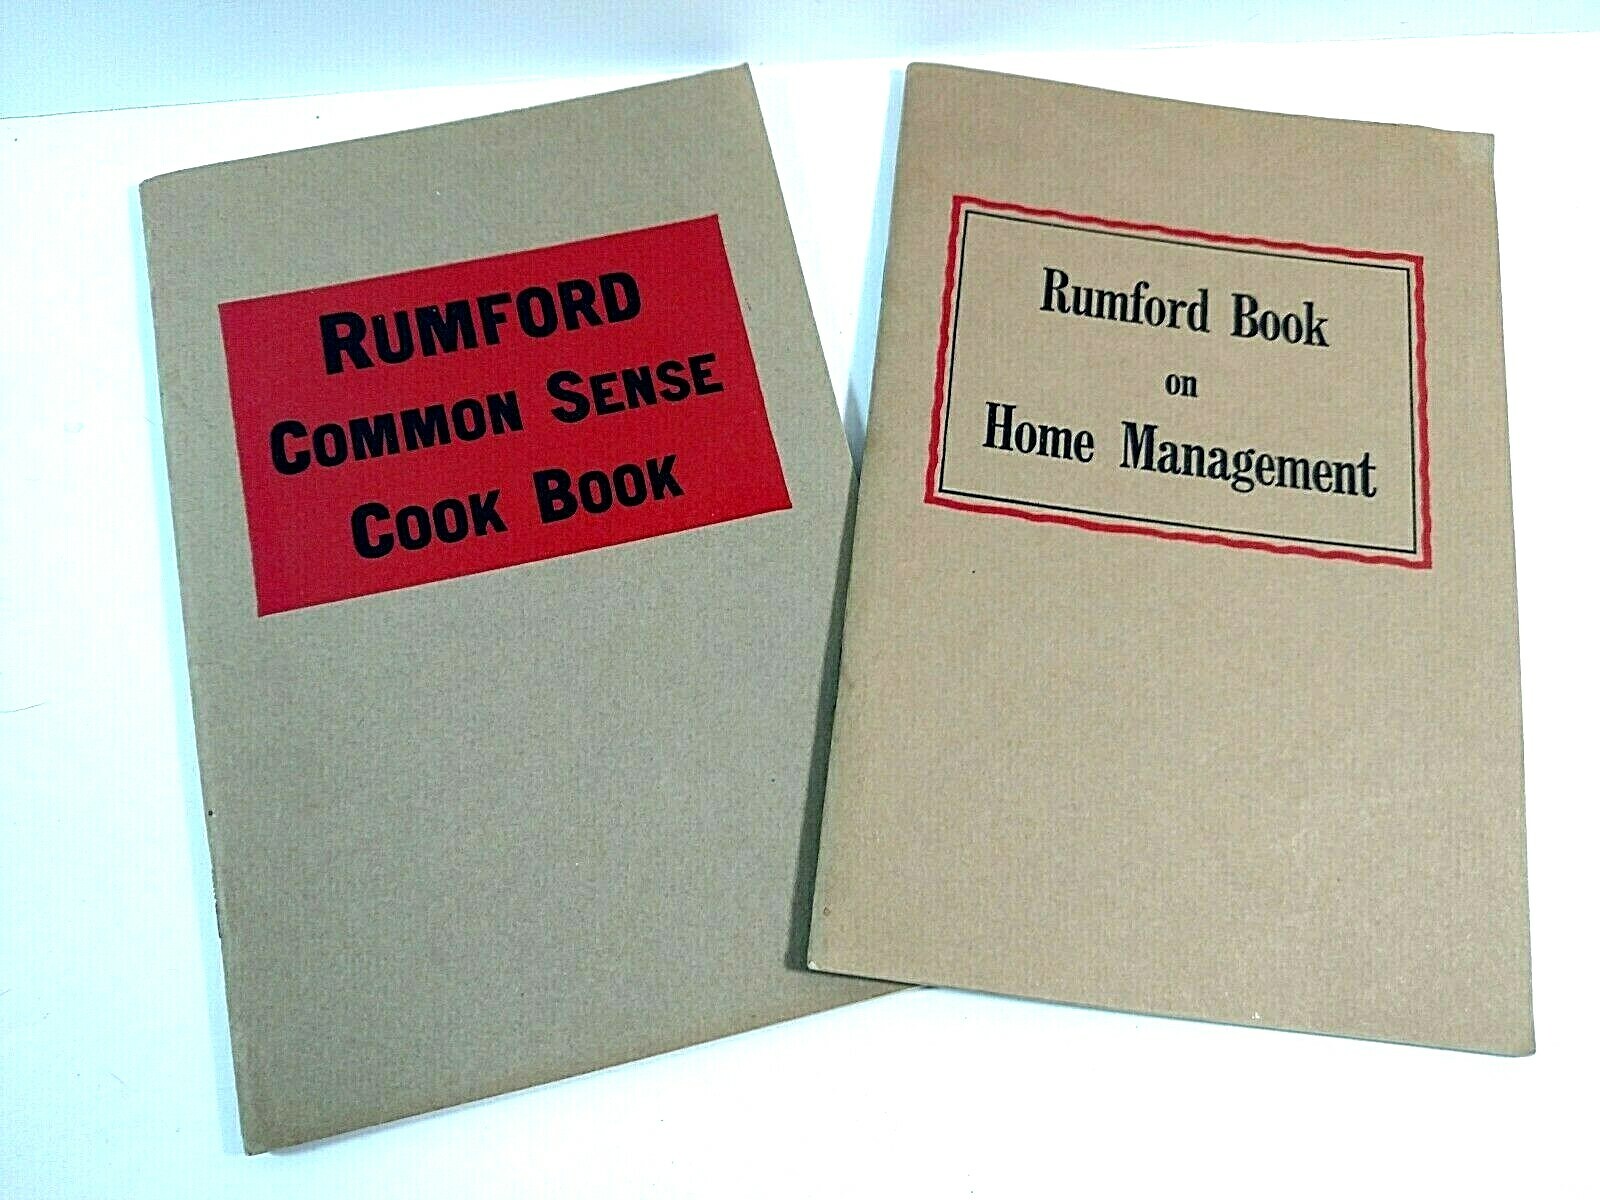 RUMFORD
COMMON SENSE
COOK BOOK
Rumford Book
on
Home Management